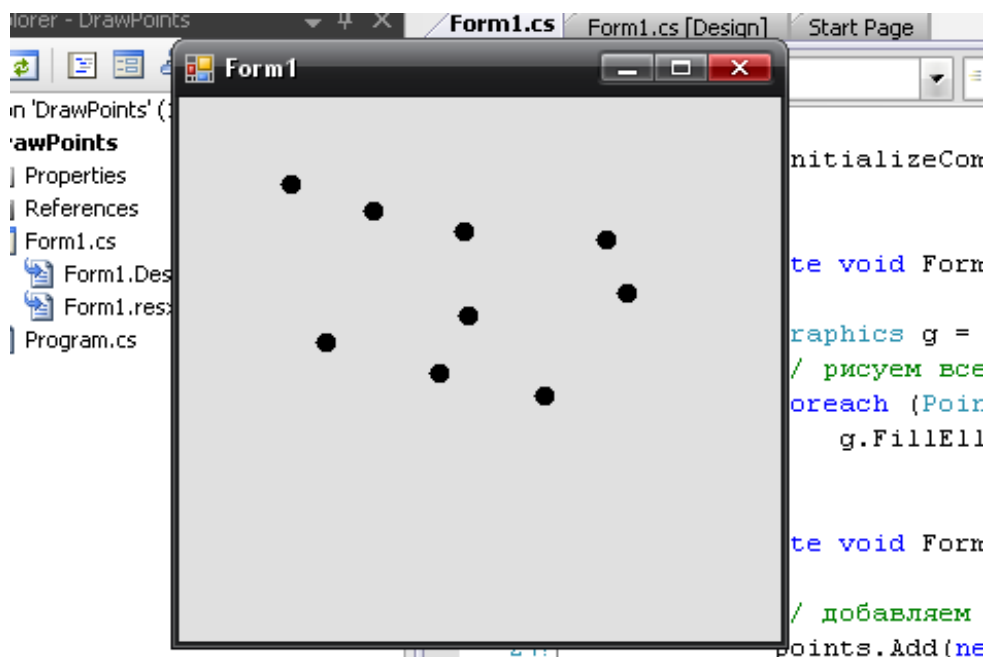 lorer - DrawPoints
Form1.cs
Form1.cs [Design]
Start Page
Form1
n 'DrawPoints' (
rawPoints
Properties
References
Form1.cs
Form1.Des
Form1.resx
Program.cs
nitializeCom
te void Form
raphics g =
/ рисуем все
oreach (Poin
g.FillEll
te void Form
/ добавляем
points.Add(ne